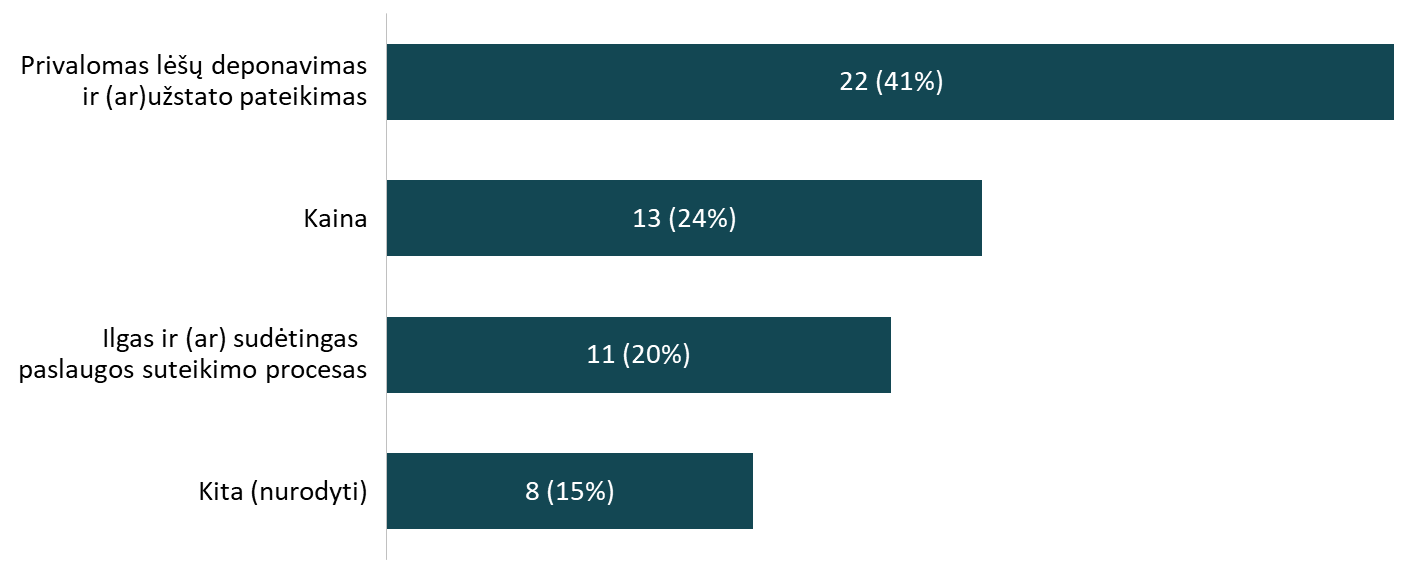 Privalomas lėšų deponavimas
ir (ar)užstato pateikimas
22 (41%)
Kaina
13 (24%)
Ilgas ir (ar) sudėtingas
paslaugos suteikimo procesas
11 (20%)
Kita (nurodyti)
8 (15%)